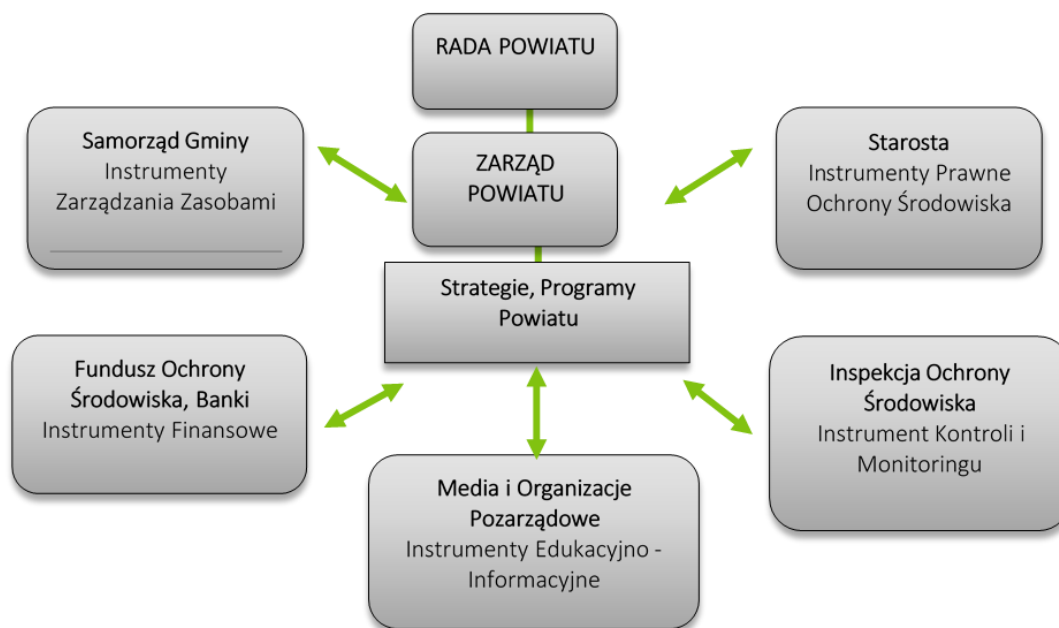 RADA POWIATU
Samorząd Gminy
Instrumenty
Zarządzania Zasobami
ZARZĄD
POWIATU
Starosta
Instrumenty Prawne
Ochrony Środowiska
Strategie, Programy
Powiatu
Fundusz Ochrony
Środowiska, Banki
Instrumenty Finansowe
Inspekcja Ochrony
Środowiska
Instrument Kontroli i
Monitoringu
Media i Organizacje
Pozarządowe
Instrumenty Edukacyjno -
Informacyjne